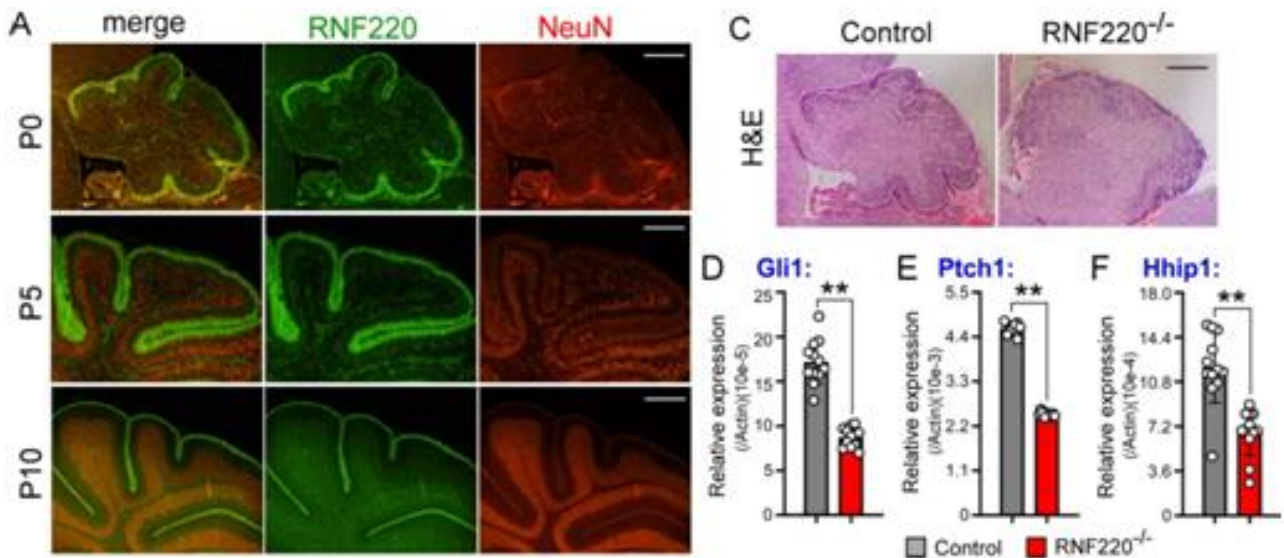 A
merge
RNF220
NeuN
P0
P5
P10
C
Control
RNF220-/-
H&E
D
Gli1:
**
Relative expression
(/Actin)(10e-5)
25
20
15
10
5
0
E
Ptch1:
**
Relative expression
(/Actin)(10e-3)
5.5
4.4
3.3
2.2
1.1
0
F
Hhip1:
**
Relative expression
(/Actin)(10e-4)
18.0
14.4
10.8
7.2
3.6
0
Control
RNF220-/-